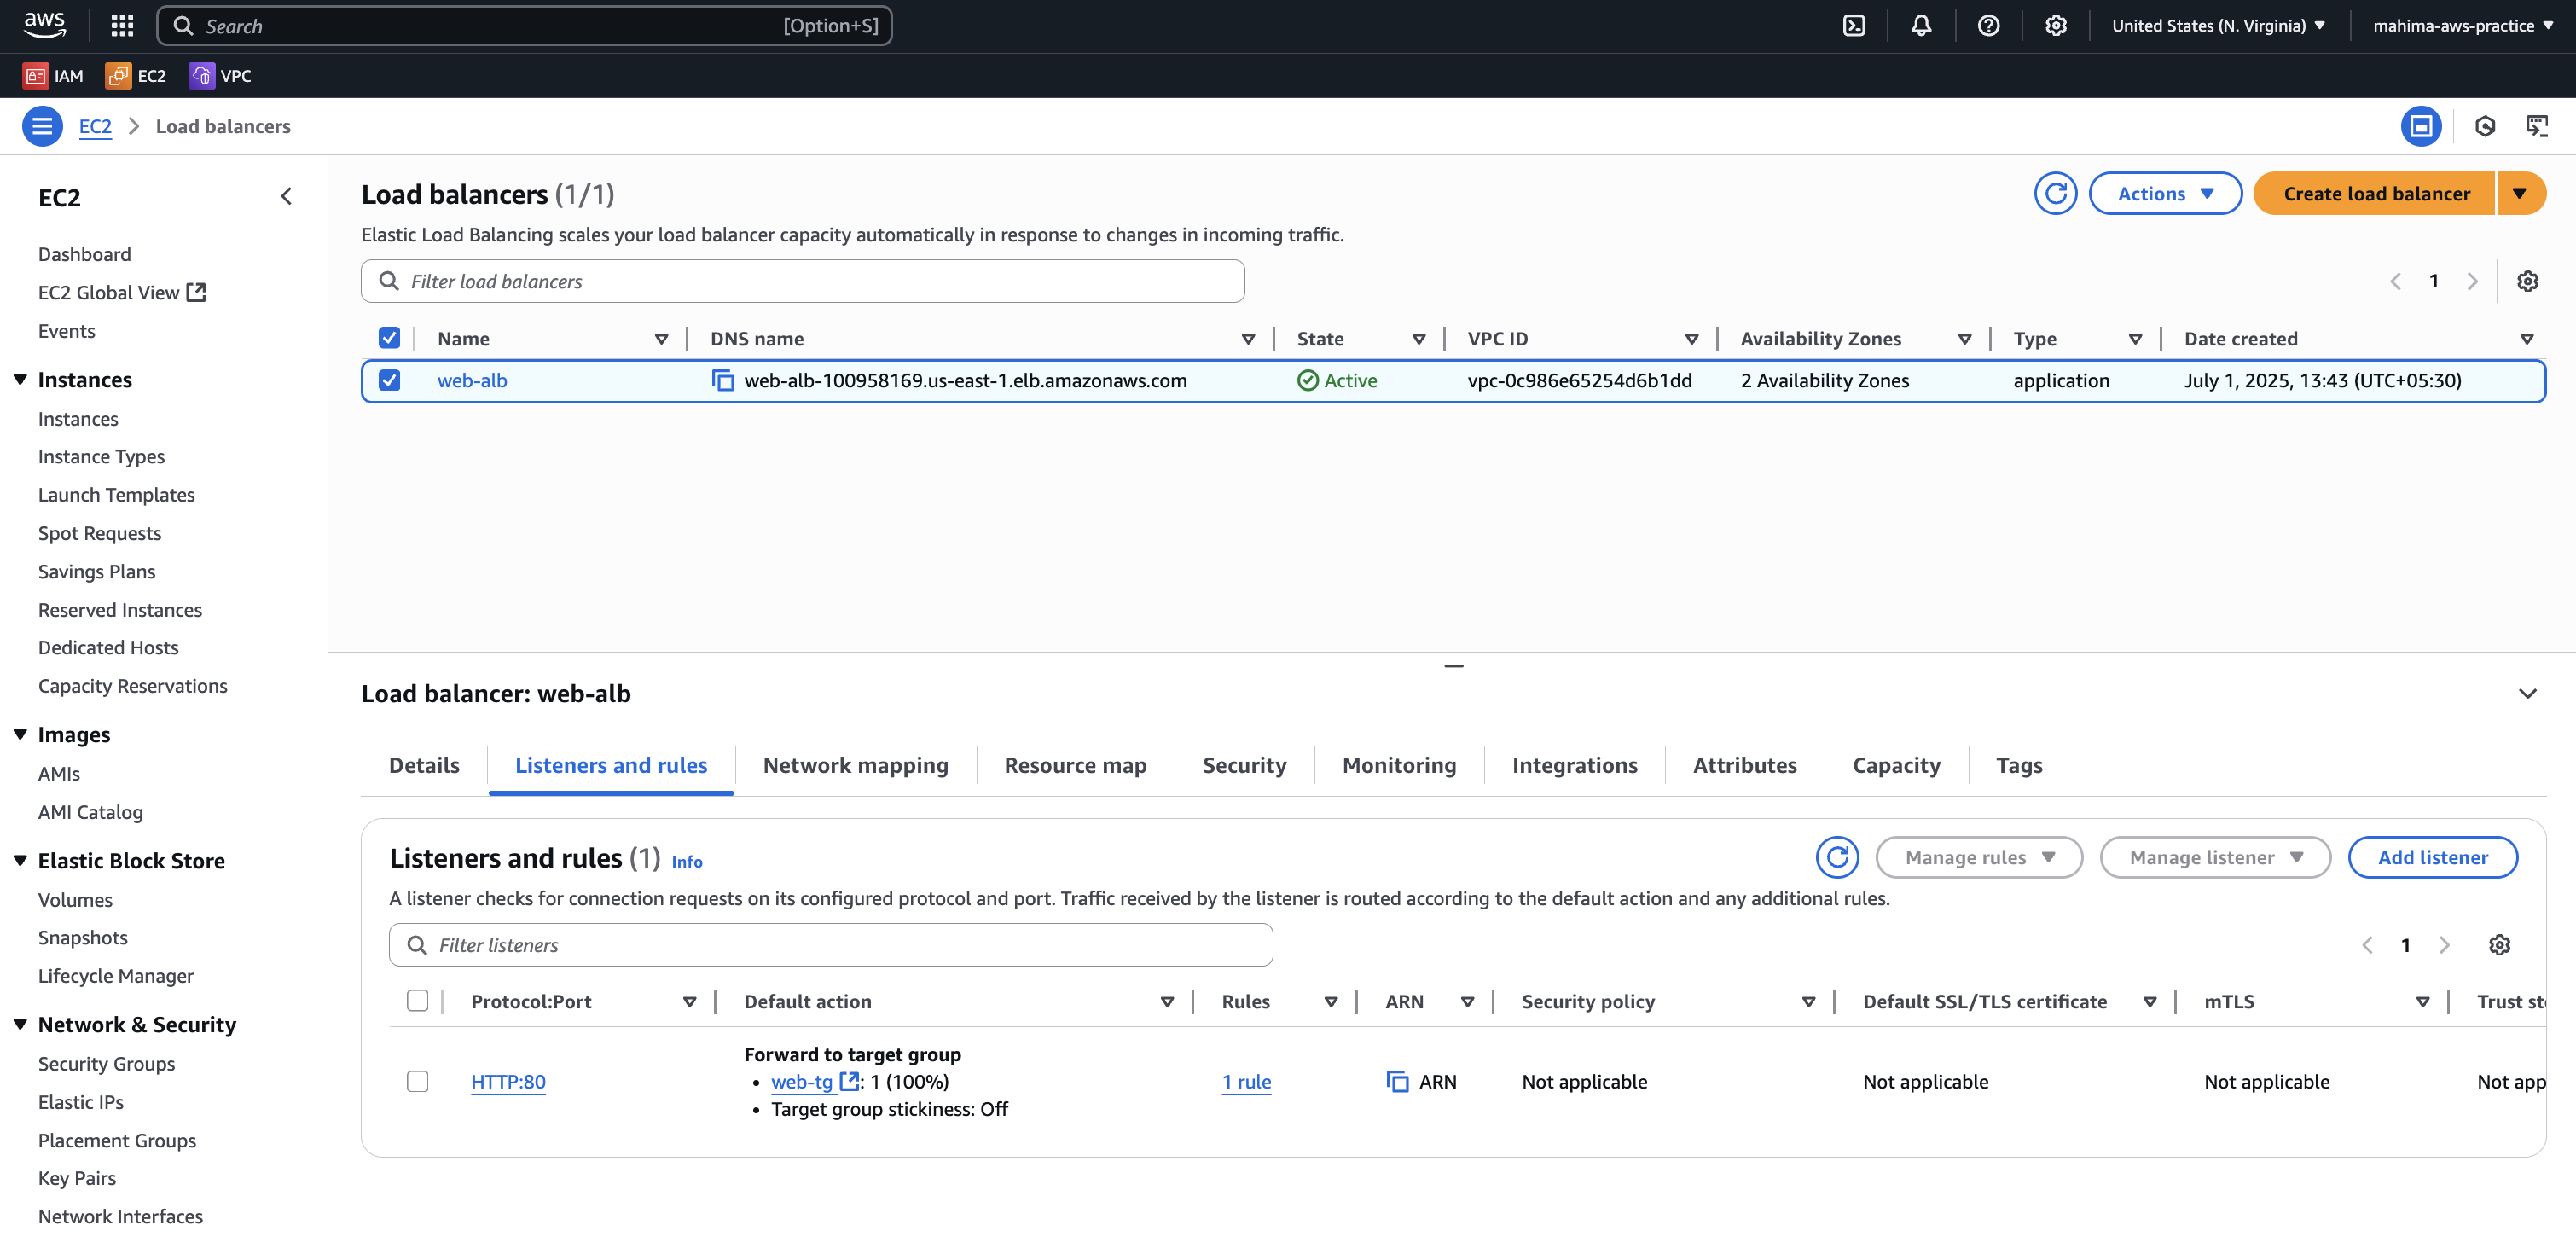 aws
Search
[Option+S]
United States (N. Virginia)
mahima-aws-practice
IAM
EC2
VPC
EC2
Load balancers
EC2
Dashboard
EC2 Global View
Events
Instances
Instances
Instance Types
Launch Templates
Spot Requests
Savings Plans
Reserved Instances
Dedicated Hosts
Capacity Reservations
Images
AMIs
AMI Catalog
Elastic Block Store
Volumes
Snapshots
Lifecycle Manager
Network & Security
Security Groups
Elastic IPs
Placement Groups
Key Pairs
Network Interfaces
Load balancers (1/1)
Actions
Create load balancer
Elastic Load Balancing scales your load balancer capacity automatically in response to changes in incoming traffic.
Filter load balancers
1
Name DNS name State VPC ID Availability Zones Type Date created
web-alb web-alb-100958169.us-east-1.elb.amazonaws.com Active vpc-0c986e65254d6b1dd 2 Availability Zones application July 1, 2025, 13:43 (UTC+05:30)
Load balancer: web-alb
Details Listeners and rules Network mapping Resource map Security Monitoring Integrations Attributes Capacity Tags
Listeners and rules (1) Info
Manage rules
Manage listener
Add listener
A listener checks for connection requests on its configured protocol and port. Traffic received by the listener is routed according to the default action and any additional rules.
Filter listeners
1
Protocol:Port Default action Rules ARN Security policy Default SSL/TLS certificate mTLS Trust st
Forward to target group
HTTP:80 • web-tg : 1 (100%) 1 rule ARN Not applicable Not applicable Not applicable Not app
• Target group stickiness: Off